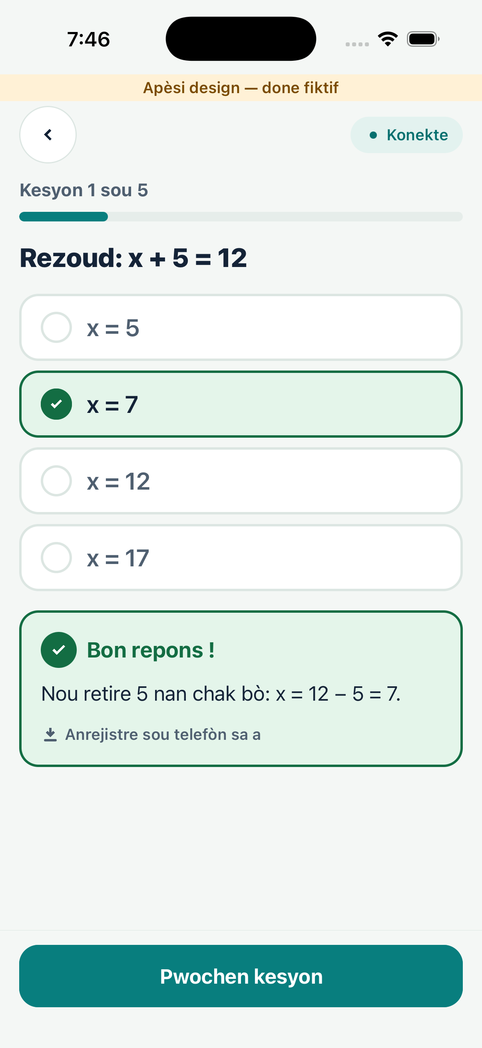 7:46
Apèsi design — done fiktif
Konekte
Kesyon 1 sou 5
Rezoud: x + 5 = 12
x = 5
x = 7
x = 12
x = 17
Bon repons !
Nou retire 5 nan chak bò: x = 12 − 5 = 7.
Anrejistre sou telefòn sa a
Pwochen kesyon